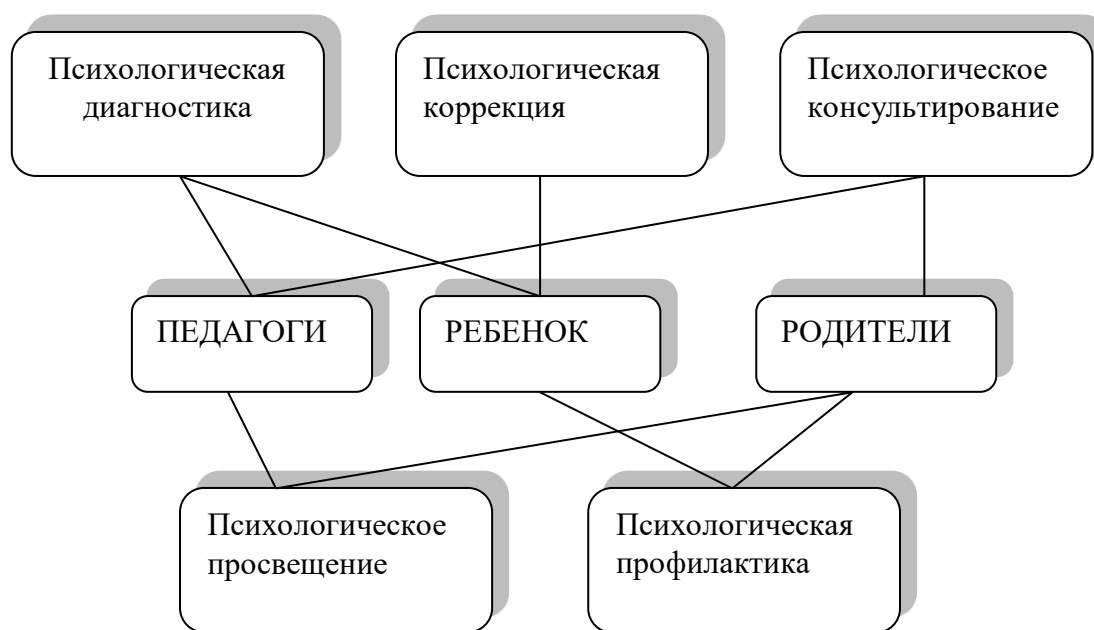 Психологическая
диагностика
Психологическая
коррекция
Психологическое
консультирование
ПЕДАГОГИ
РЕБЕНОК
РОДИТЕЛИ
Психологическое
просвещение
Психологическая
профилактика